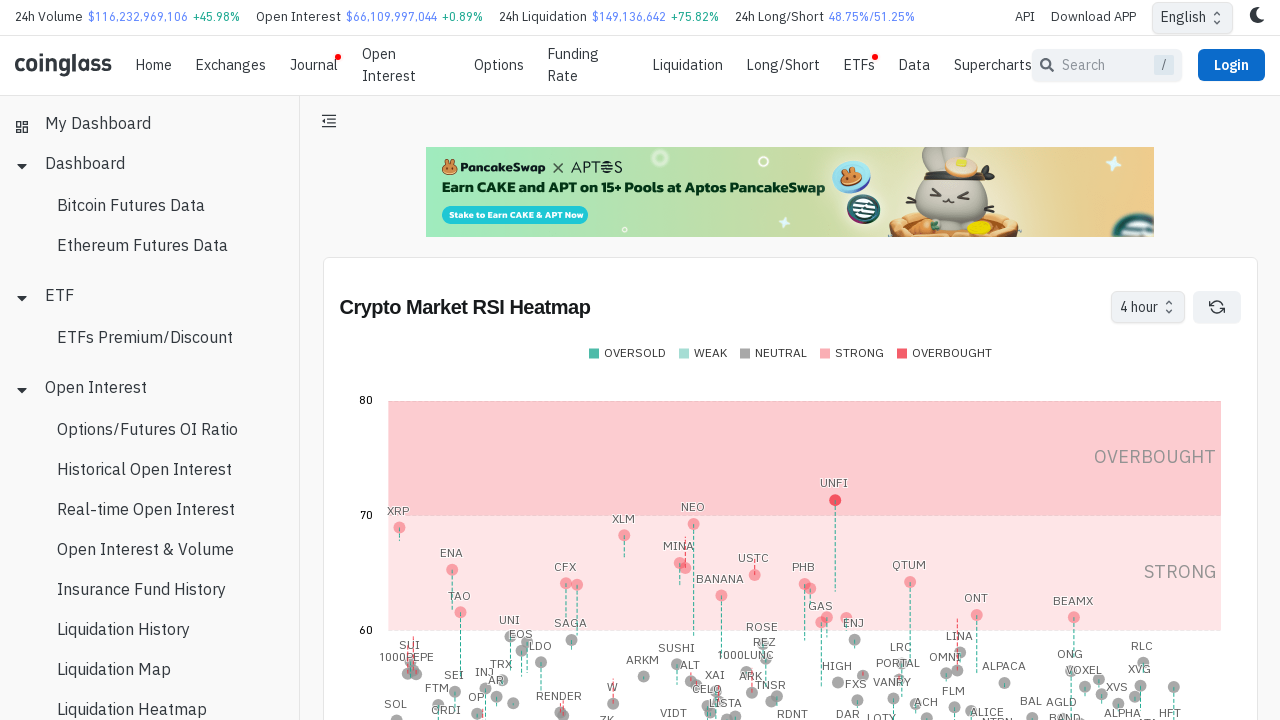 24h Volume $116,232,969,106 +45.98% Open Interest $66,109,997,044 +0.89% 24h Liquidation $149,136,642 +75.82% 24h Long/Short 48.75%/51.25% API Download APP English
coinglass Home Exchanges Journal Open Interest Options Funding Rate Liquidation Long/Short ETFs Data Supercharts Search / Login
My Dashboard
Dashboard
Bitcoin Futures Data
Ethereum Futures Data
ETF
ETFs Premium/Discount
Open Interest
Options/Futures OI Ratio
Historical Open Interest
Real-time Open Interest
Open Interest & Volume
Insurance Fund History
Liquidation History
Liquidation Map
Liquidation Heatmap
PancakeSwap X APTOS
Earn CAKE and APT on 15+ Pools at Aptos PancakeSwap
Stake to Earn CAKE & APT Now
Crypto Market RSI Heatmap
4 hour
OVERSOLD WEAK NEUTRAL STRONG OVERBOUGHT
80
OVERBOUGHT
UNFI
XRP NEO
70
XLM
MINA
ENA USTC
CFX PHB QTUM STRONG
BANANA
TAO ONT BEAMX
GAS
UNI SAGA ENJ
60
EOS ROSE LINA
SUI LDO SUSHI REZ LRC RLC
1000PEPE ARKM 1000LUNC OMNI ONG
TRX ALT HIGH PORTAL ALPACA
SEI INJ XAI ARK VOXEL XVG
AR W CELO TNSR FXS VANRY
FTM RENDER FLM XVS
SOL OP LISTA ACH BAL AGLD
ORDI VIDT RDNT DAR ALICE ALPHA HFT
ZK LOTY BAND